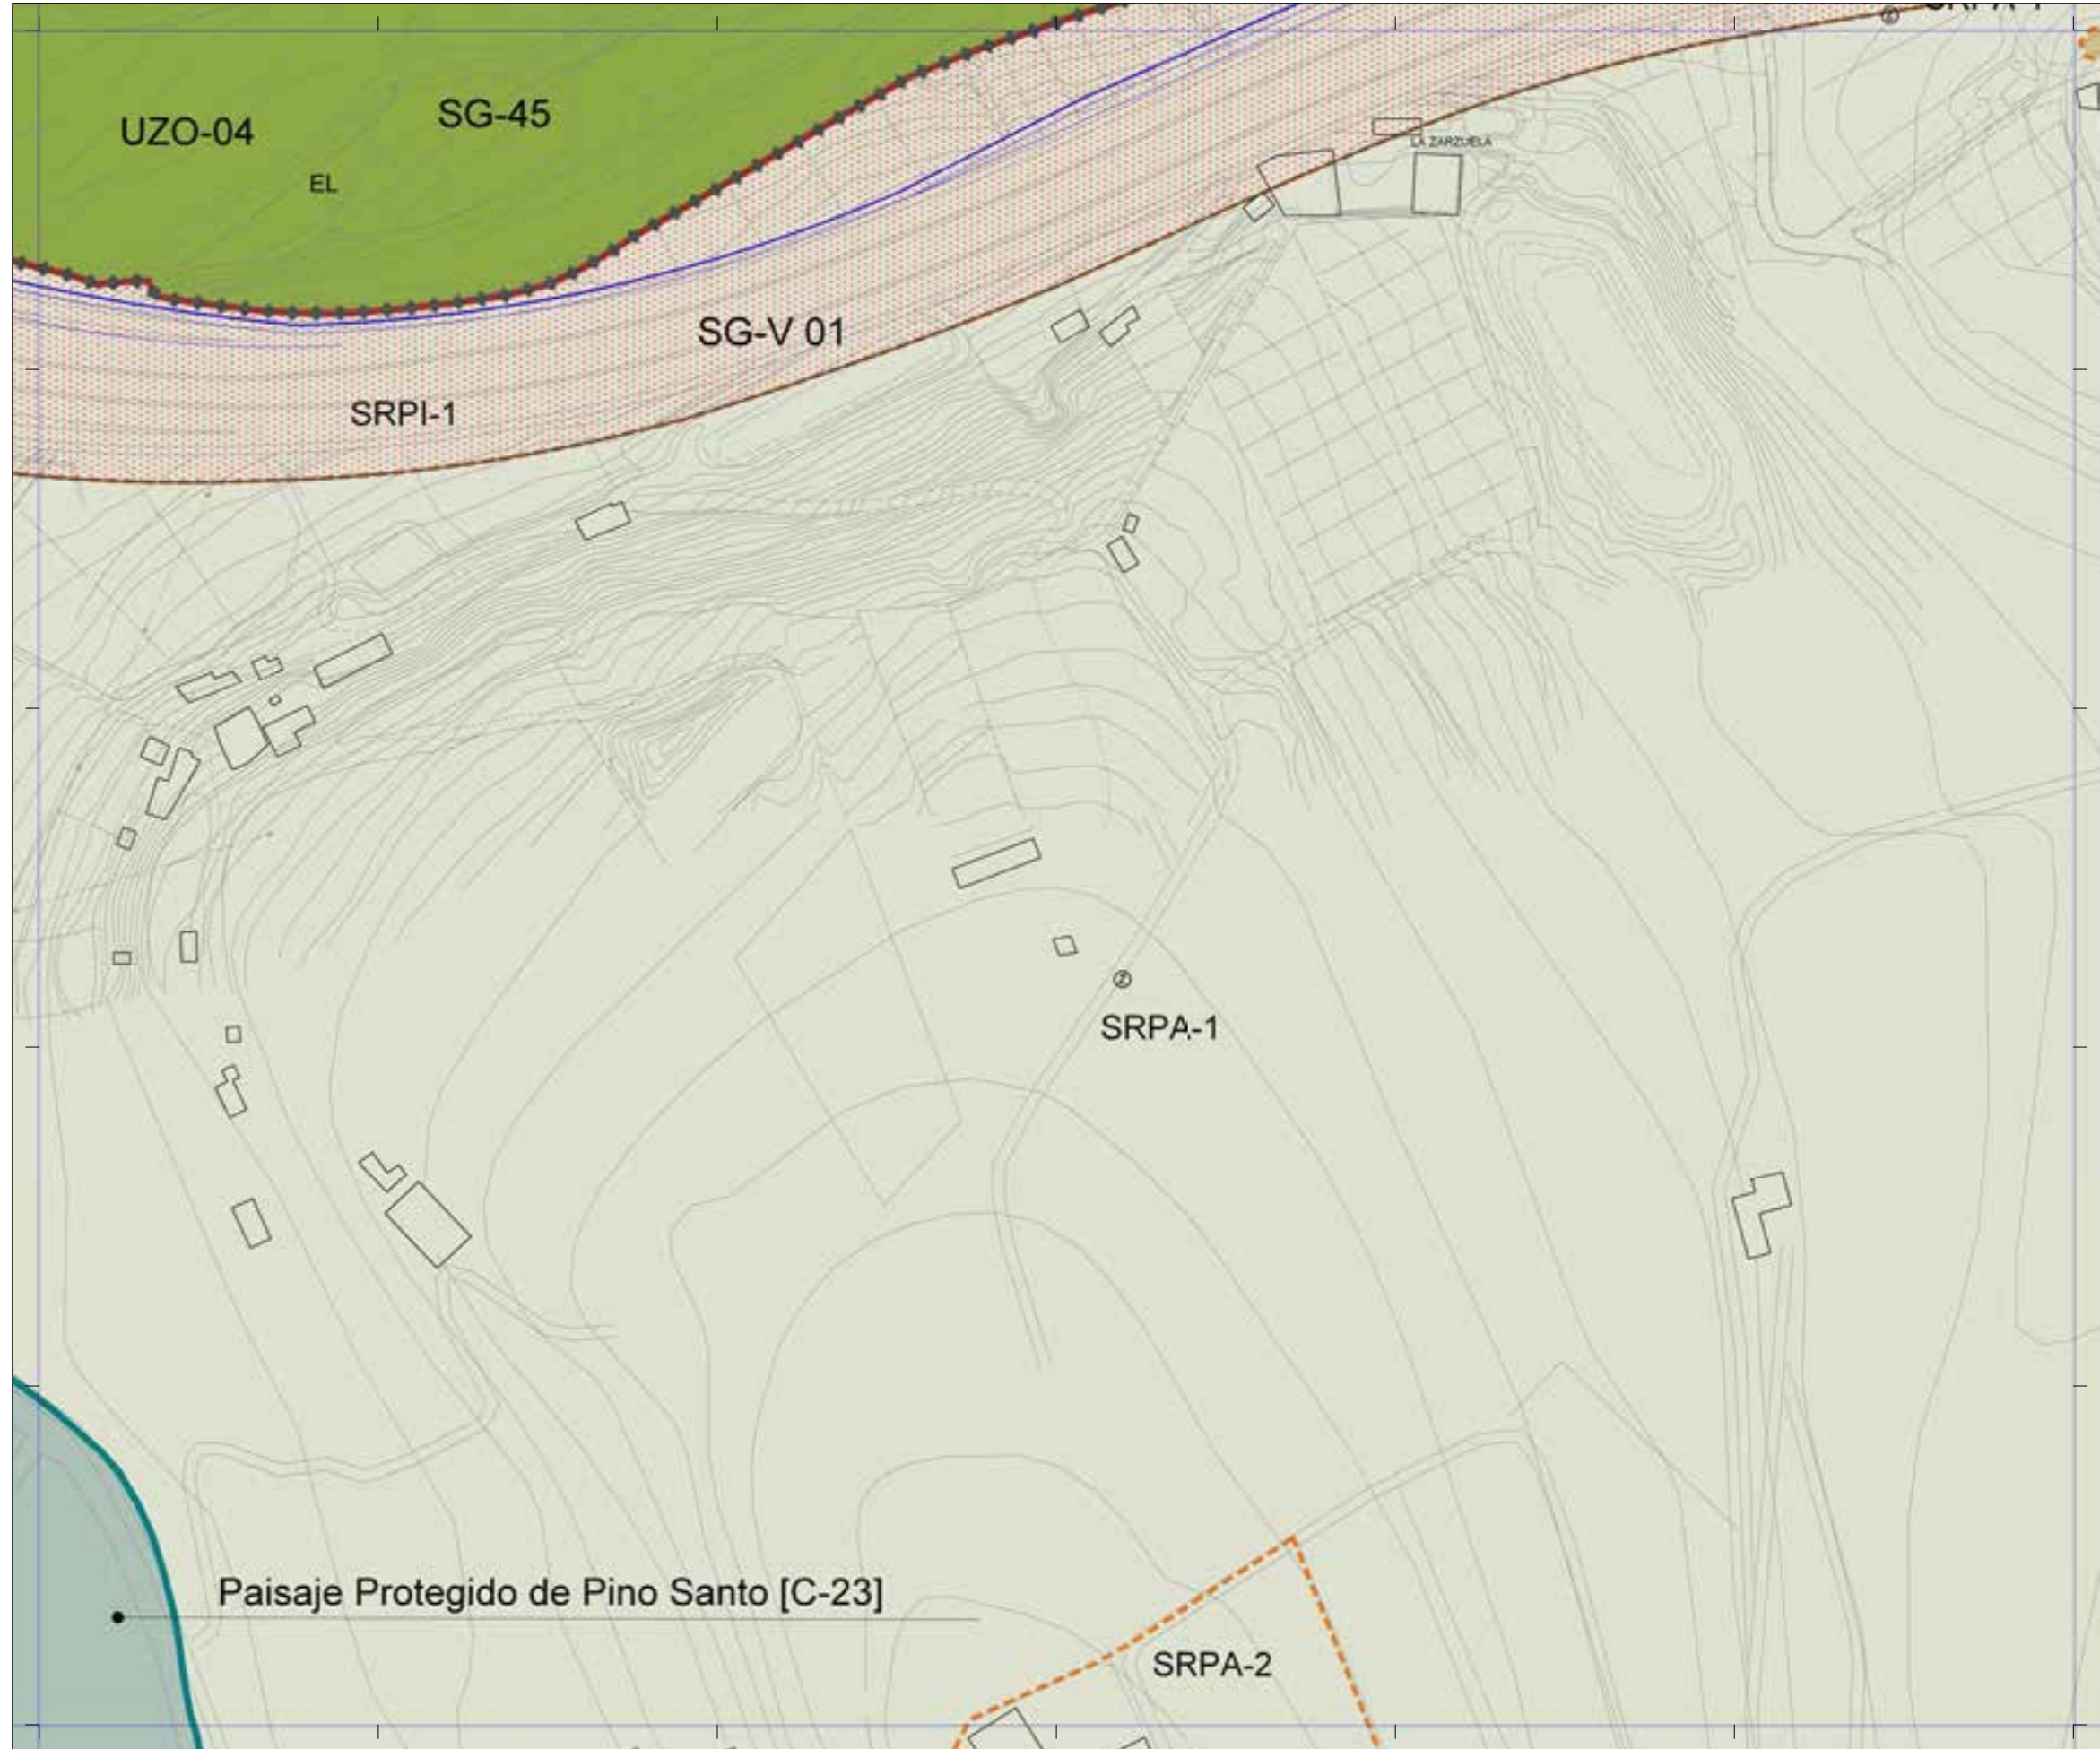 SG-45
UZO-04
EL
LA ZARZUELA
SG-V 01
SRPI-1
SRPA-1
Paisaje Protegido de Pino Santo [C-23]
SRPA-2